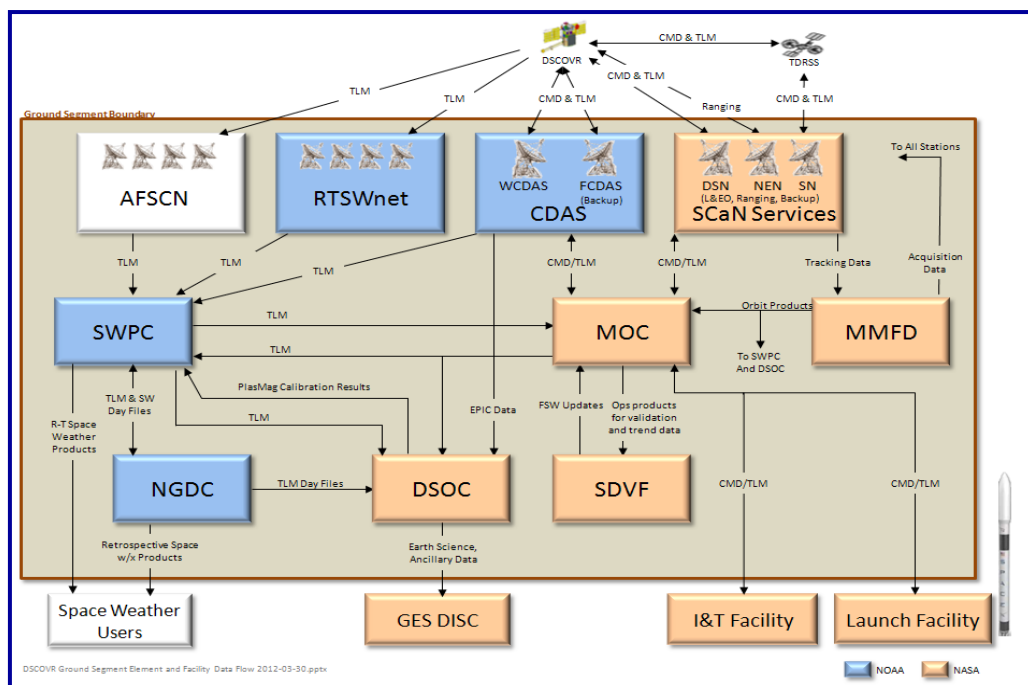 CMD & TLM
DSCOVR
TDRSS
TLM
TLM
CMD & TLM
CMD & TLM
Ranging
CMD & TLM
Ground Segment Boundary
To All Stations
AFSCN
RTSWnet
WCDAS
FCDAS
(Backup)
CDAS
DSN
NEN
SN
(L&EO, Ranging, Backup)
SCaN Services
TLM
TLM
TLM
CMD/TLM
CMD/TLM
Tracking Data
Acquisition
Data
Orbit Products
SWPC
TLM
MOC
MMFD
TLM
To SWPC
And DSOC
PlasMag Calibration Results
TLM & SW
Day Files
R-T Space
Weather
Products
TLM
EPIC Data
FSW Updates
Ops products
for validation
and trend data
NGDC
TLM Day Files
DSOC
SDVF
CMD/TLM
CMD/TLM
Retrospective Space
w/x Products
Earth Science,
Ancillary Data
Space Weather
Users
GES DISC
I&T Facility
Launch Facility
DSCOVR Ground Segment Element and Facility Data Flow 2012-03-30.pptx
NOAA
NASA